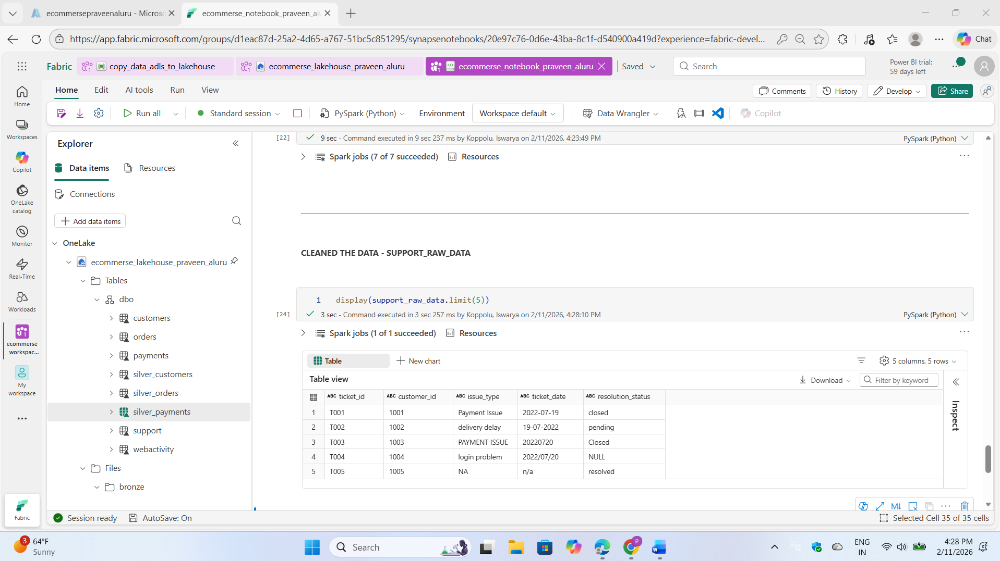 ecommersepraveenaluru - Microsc
ecommerse_notebook_praveen_alu
https://app.fabric.microsoft.com/groups/d1eac87d-25a2-4d65-a767-51bc5c851295/synapsenotebooks/20e97c76-0d6e-43ba-8c1f-d540900a419d?experience=fabric-devel...
Chat
Fabric
copy_data_adls_to_lakehouse
ecommerse_lakehouse_praveen_aluru
ecommerse_notebook_praveen_aluru
Saved
Search
Power BI trial:
59 days left
Home Edit AI tools Run View
Comments History Develop Share
Run all Standard session PySpark (Python) Environment Workspace default Data Wrangler Copilot
Home
Workspaces
Copilot
OneLake
catalog
Monitor
Real-Time
Workloads
ecommerse
_workspac...
My
workspace
Fabric
Explorer
Data items Resources
Connections
Add data items
OneLake
ecommerse_lakehouse_praveen_aluru
Tables
dbo
customers
orders
payments
silver_customers
silver_orders
silver_payments
support
webactivity
Files
bronze
[22] 9 sec - Command executed in 9 sec 237 ms by Koppolu, Iswarya on 2/11/2026, 4:23:49 PM PySpark (Python)
Spark jobs (7 of 7 succeeded) Resources
CLEANED THE DATA - SUPPORT_RAW_DATA
1 display(support_raw_data.limit(5))
[24] 3 sec - Command executed in 3 sec 257 ms by Koppolu, Iswarya on 2/11/2026, 4:28:10 PM PySpark (Python)
Spark jobs (1 of 1 succeeded) Resources
Table New chart 5 columns, 5 rows
Table view Download Filter by keyword
ABC ticket_id ABC customer_id ABC issue_type ABC ticket_date ABC resolution_status
1 T001 1001 Payment Issue 2022-07-19 closed
2 T002 1002 delivery delay 19-07-2022 pending
3 T003 1003 PAYMENT ISSUE 20220720 Closed
4 T004 1004 login problem 2022/07/20 NULL
5 T005 1005 NA n/a resolved
Inspect
M↓
Session ready AutoSave: On Selected Cell 35 of 35 cells
3
64°F
Sunny
Search
P
ENG
IN
4:28 PM
2/11/2026